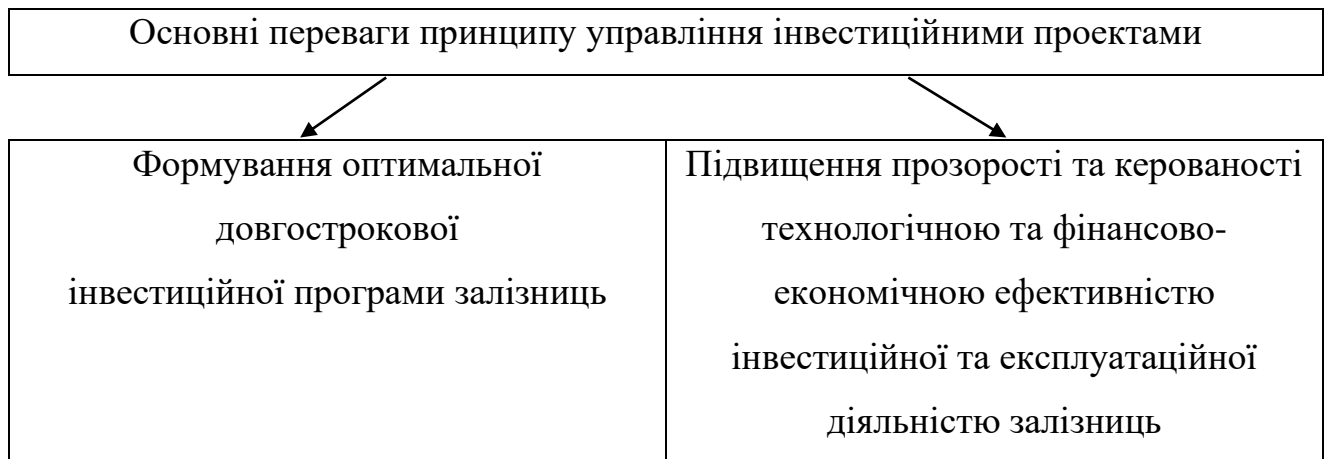 Основні переваги принципу управління інвестиційними проектами
Формування оптимальної
довгострокової
інвестиційної програми залізниць
Підвищення прозорості та керованості
технологічною та фінансово-
економічною ефективністю
інвестиційної та експлуатаційної
діяльністю залізниць